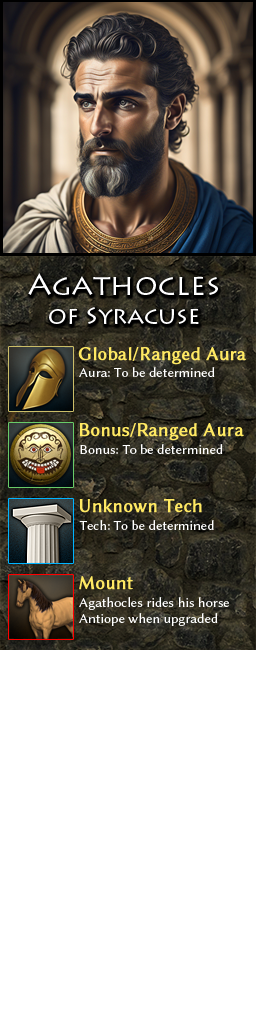 Agathocles
of Syracuse
Global/Ranged Aura
Aura: To be determined
Bonus/Ranged Aura
Bonus: To be determined
Unknown Tech
Tech: To be determined
Mount
Agathocles rides his horse
Antiope when upgraded